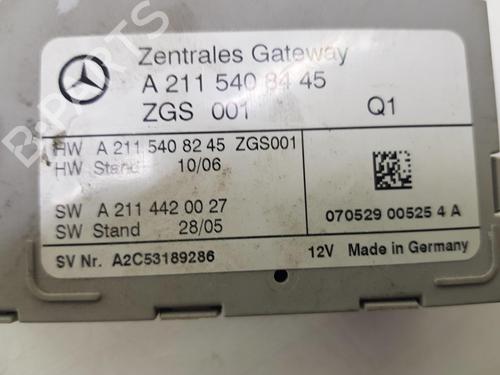 Zentrales Gateway
A 211 540 84 45
ZGS 001 Q1
HW A 211 540 82 45 ZGS001
HW Stand 10/06
SW A 211 442 00 27
SW Stand 28/05
070529 00525 4 A
SV Nr. A2C53189286 12V Made in Germany
B-PARTS